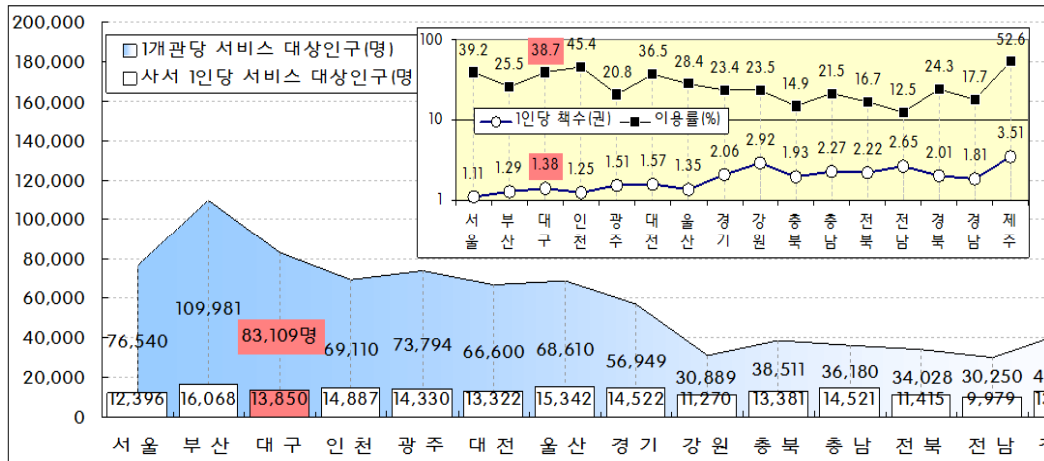 200,000
180,000
160,000
140,000
120,000
100,000
80,000
60,000
40,000
20,000
0
1개관당 서비스 대상인구(명)
사서 1인당 서비스 대상인구(명
100
10
1
39.2 25.5 38.7 45.4 20.8 36.5 28.4 23.4 23.5 14.9 21.5 16.7 12.5 24.3 17.7 52.6
1인당 책수(권) 이용률(%)
1.11 1.29 1.38 1.25 1.51 1.57 1.35 2.06 2.92 1.93 2.27 2.22 2.65 2.01 1.81 3.51
서울 부산 대구 인천 광주 대전 울산 경기 강원 충북 충남 전북 전남 경북 경남 제주
76,540 109,981 83,109명 69,110 73,794 66,600 68,610 56,949 30,889 38,511 36,180 34,028 30,250 4
12,396 16,068 13,850 14,887 14,330 13,322 15,342 14,522 11,270 13,381 14,521 11,415 9,979
서울 부산 대구 인천 광주 대전 울산 경기 강원 충북 충남 전북 전남